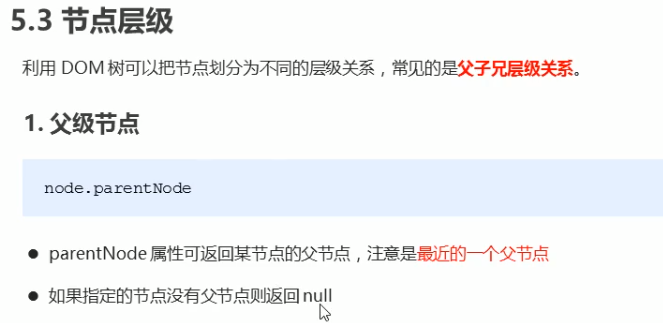 5.3 节点层级
利用 DOM 树可以把节点划分为不同的层级关系，常见的是父子兄层级关系。
1. 父级节点
node.parentNode
● parentNode 属性可返回某节点的父节点，注意是最近的一个父节点
● 如果指定的节点没有父节点则返回 null